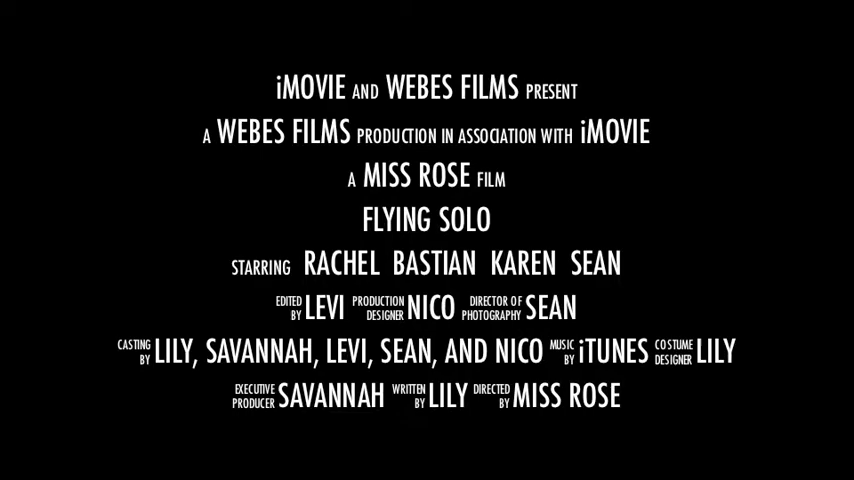 iMOVIE AND WEBES FILMS PRESENT
A WEBES FILMS PRODUCTION IN ASSOCIATION WITH iMOVIE
A MISS ROSE FILM
FLYING SOLO
STARRING RACHEL BASTIAN KAREN SEAN
EDITED BY LEVI PRODUCTION DESIGNER NICO DIRECTOR OF PHOTOGRAPHY SEAN
CASTING BY LILY, SAVANNAH, LEVI, SEAN, AND NICO MUSIC BY iTUNES COSTUME DESIGNER LILY
EXECUTIVE PRODUCER SAVANNAH WRITTEN BY LILY DIRECTED BY MISS ROSE